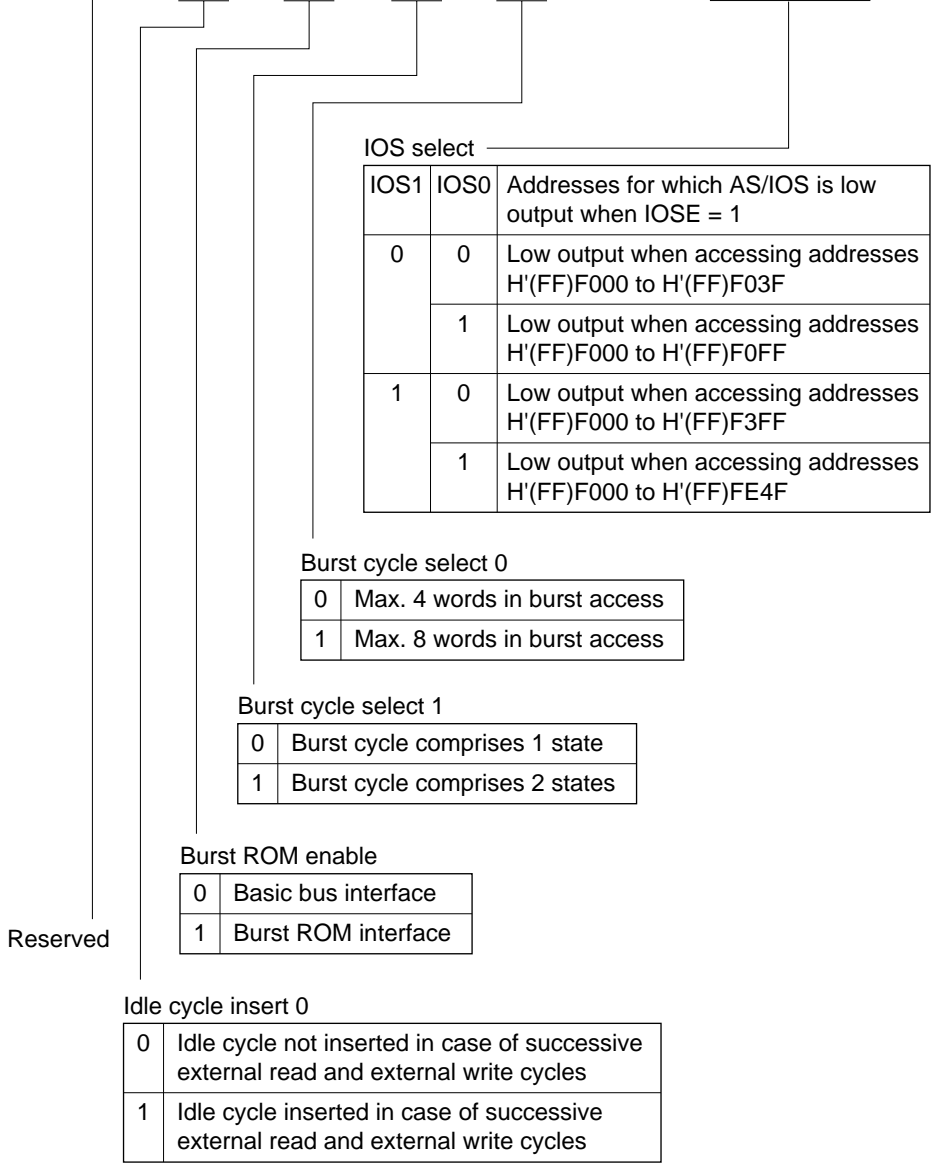 IOS select
IOS1 IOS0 Addresses for which AS/IOS is low
output when IOSE = 1
0 0 Low output when accessing addresses
H'(FF)F000 to H'(FF)F03F
1 Low output when accessing addresses
H'(FF)F000 to H'(FF)F0FF
1 0 Low output when accessing addresses
H'(FF)F000 to H'(FF)F3FF
1 Low output when accessing addresses
H'(FF)F000 to H'(FF)FE4F
Burst cycle select 0
0 Max. 4 words in burst access
1 Max. 8 words in burst access
Burst cycle select 1
0 Burst cycle comprises 1 state
1 Burst cycle comprises 2 states
Burst ROM enable
0 Basic bus interface
1 Burst ROM interface
Reserved
Idle cycle insert 0
0 Idle cycle not inserted in case of successive
external read and external write cycles
1 Idle cycle inserted in case of successive
external read and external write cycles